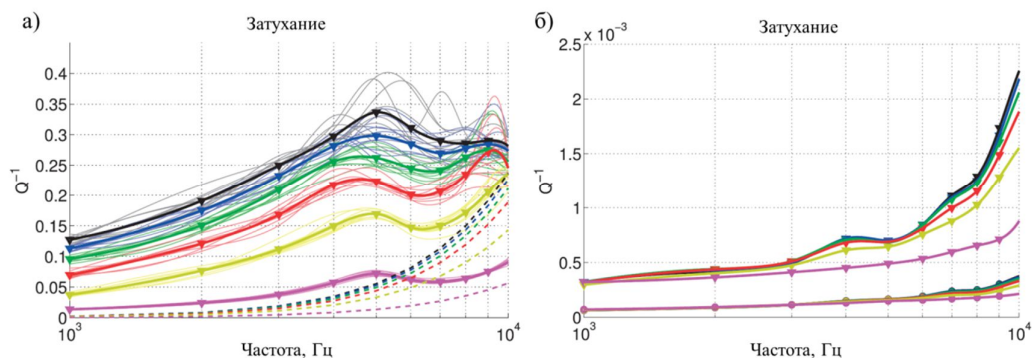 а)
Затухание
0.4
0.35
0.3
0.25
0.2
0.15
0.1
0.05
0
Q⁻¹
10³
10⁴
Частота, Гц
б)
Затухание
2.5 x 10⁻³
2
1.5
1
0.5
0
Q⁻¹
10³
10⁴
Частота, Гц